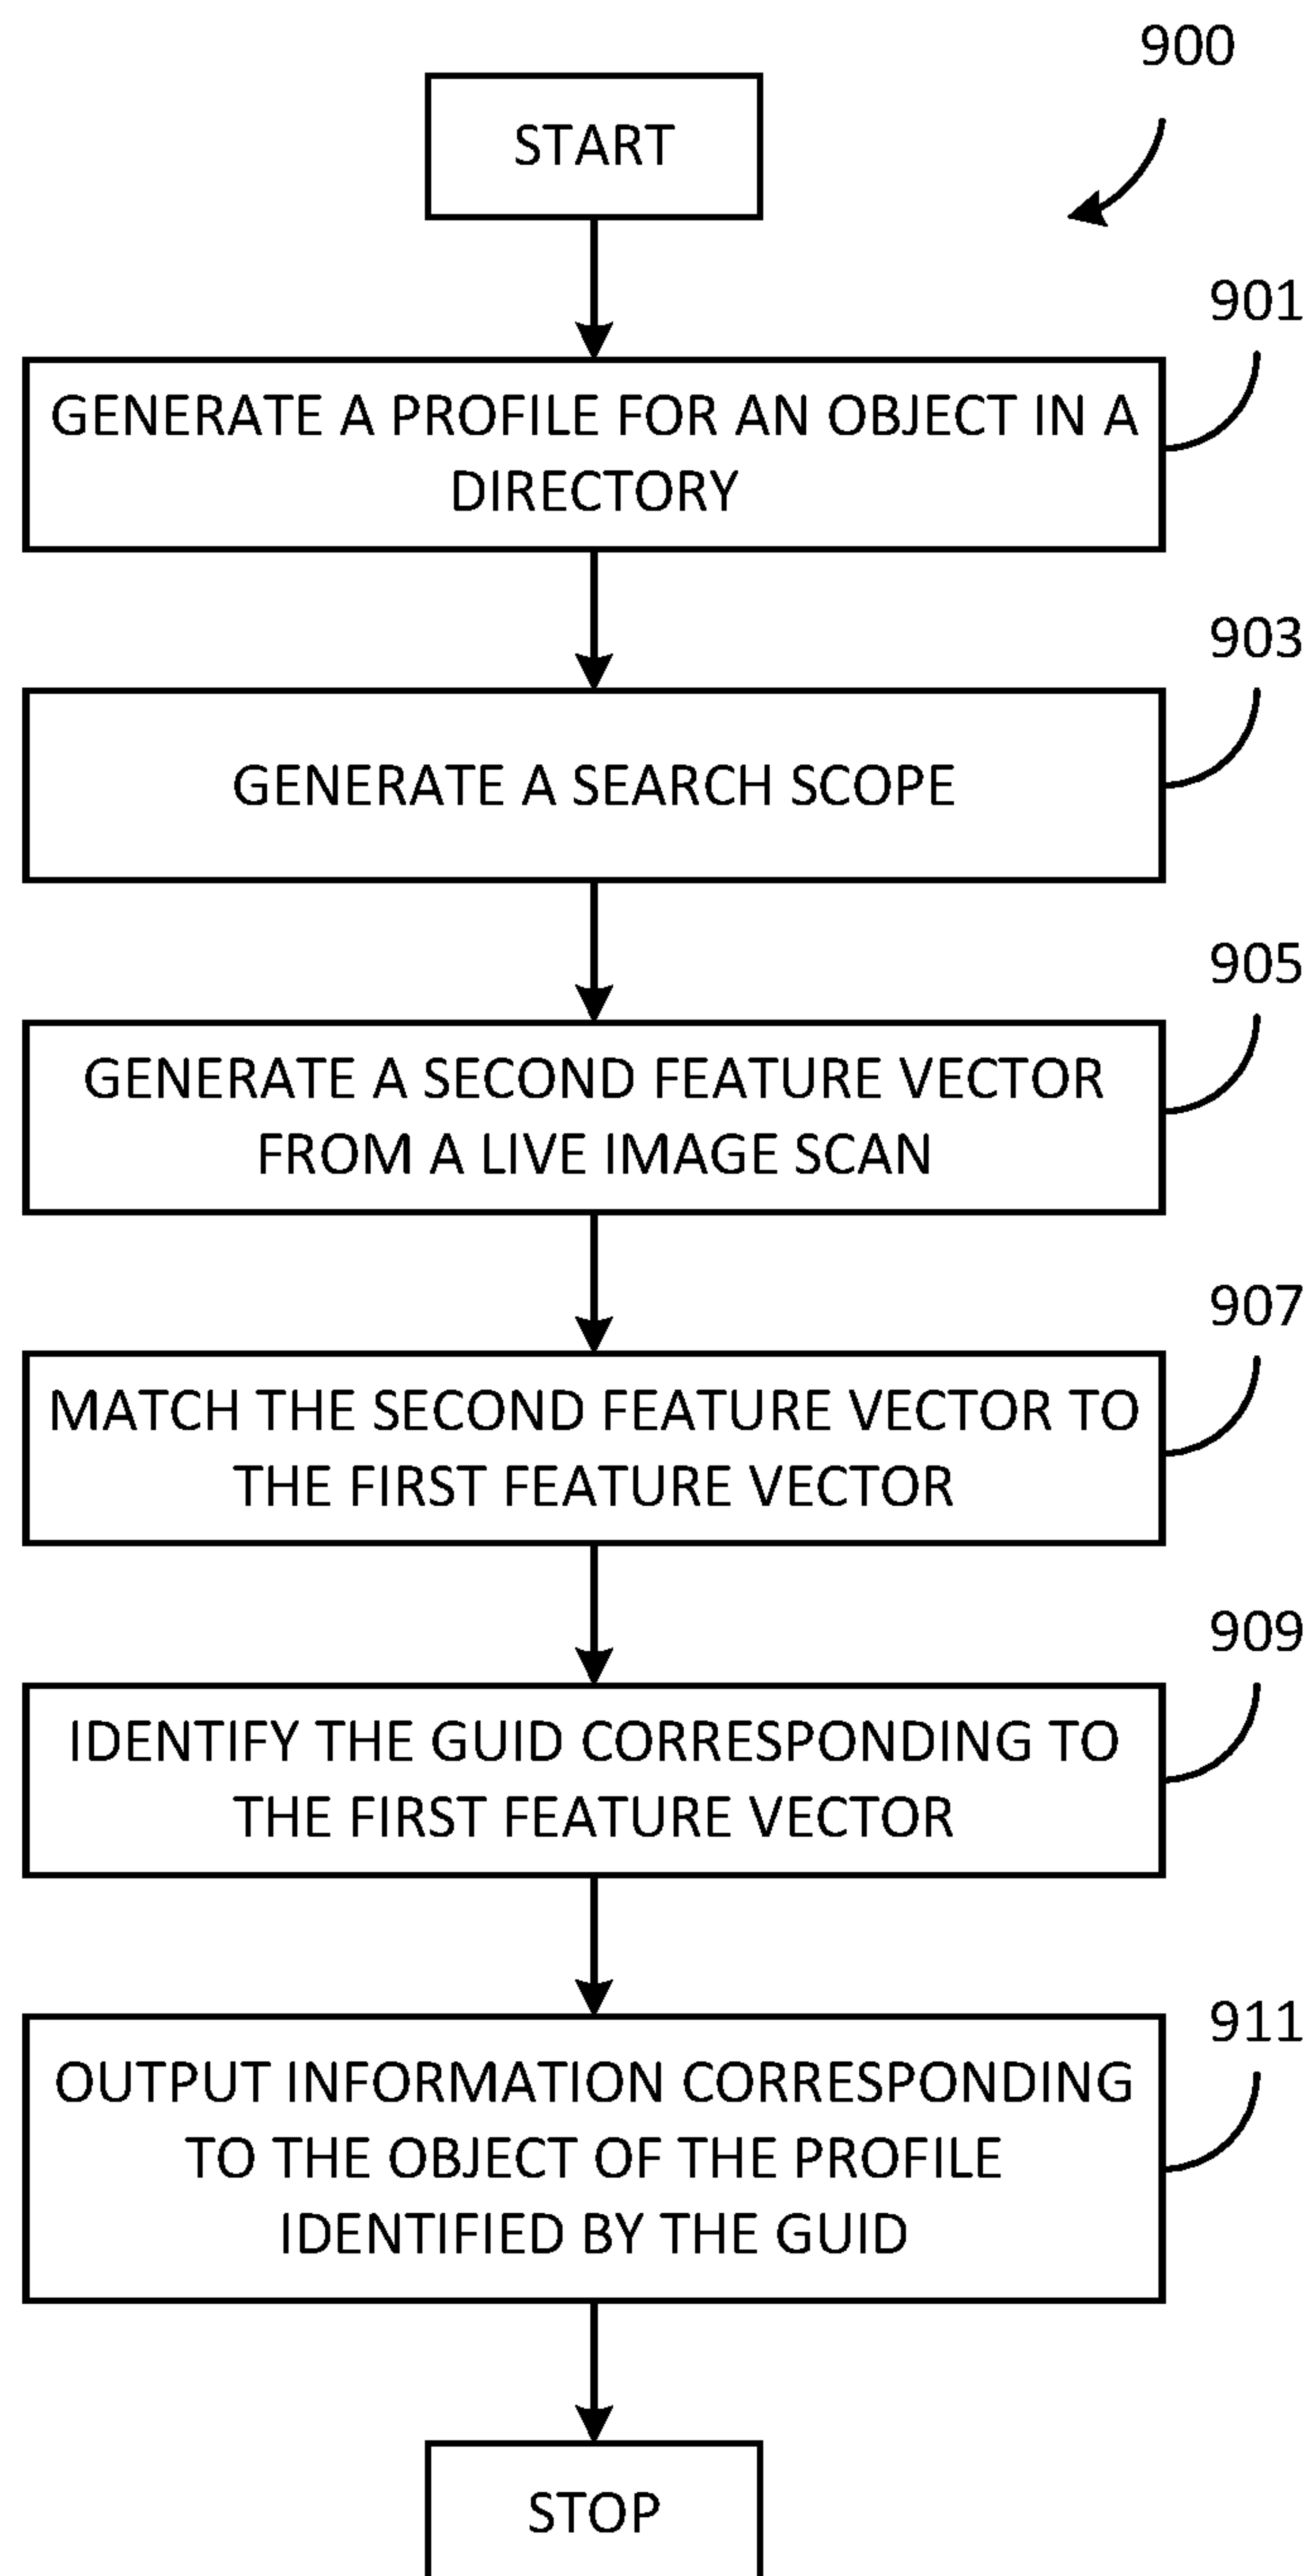 900
START
901
GENERATE A PROFILE FOR AN OBJECT IN A
DIRECTORY
903
GENERATE A SEARCH SCOPE
905
GENERATE A SECOND FEATURE VECTOR
FROM A LIVE IMAGE SCAN
907
MATCH THE SECOND FEATURE VECTOR TO
THE FIRST FEATURE VECTOR
909
IDENTIFY THE GUID CORRESPONDING TO
THE FIRST FEATURE VECTOR
911
OUTPUT INFORMATION CORRESPONDING
TO THE OBJECT OF THE PROFILE
IDENTIFIED BY THE GUID
STOP